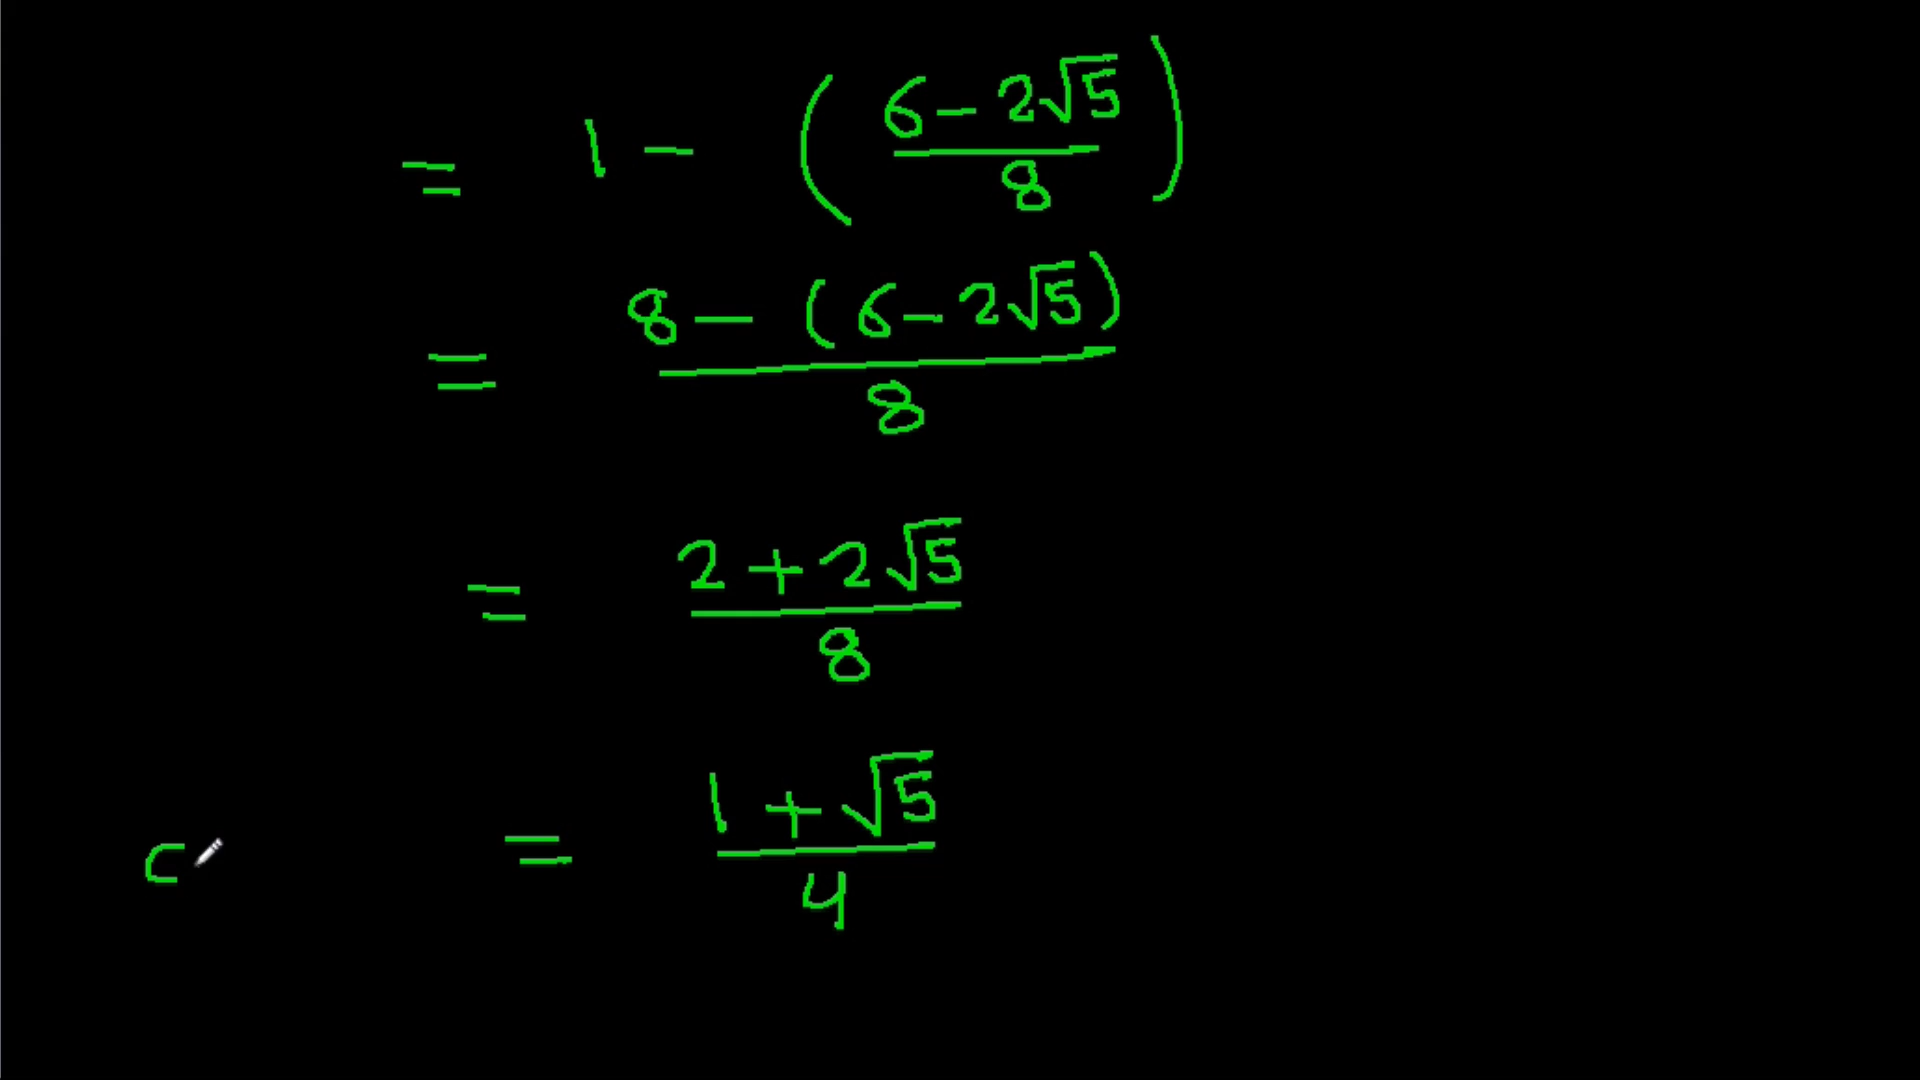 = 1 - ( (6 - 2√5) / 8 )
= (8 - (6 - 2√5)) / 8
= (2 + 2√5) / 8
C = (1 + √5) / 4